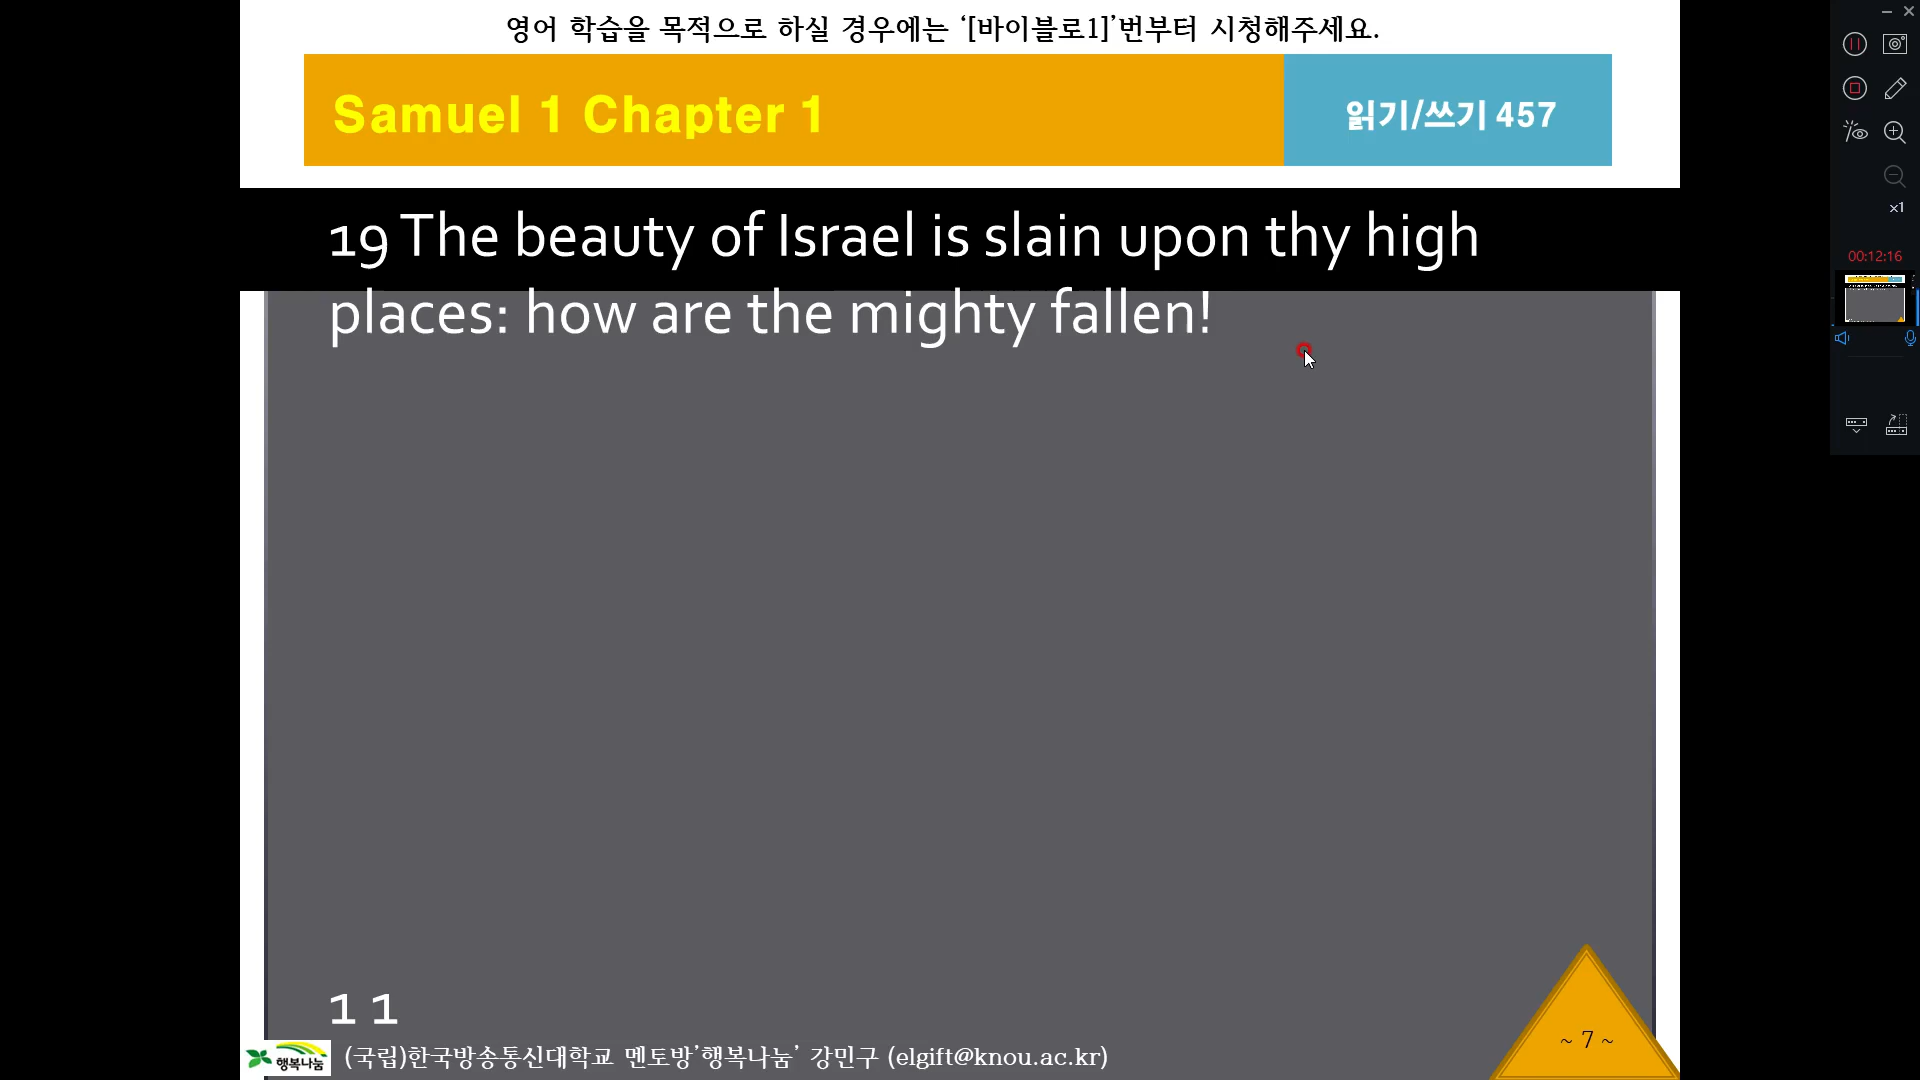 영어 학습을 목적으로 하실 경우에는 ‘[바이블로1]’번부터 시청해주세요.
Samuel 1 Chapter 1
읽기/쓰기 457
x1
00:12:16
19 The beauty of Israel is slain upon thy high
places: how are the mighty fallen!
1 1
~ 7 ~
행복나눔
(국립)한국방송통신대학교 멘토방’행복나눔’ 강민구 (elgift@knou.ac.kr)